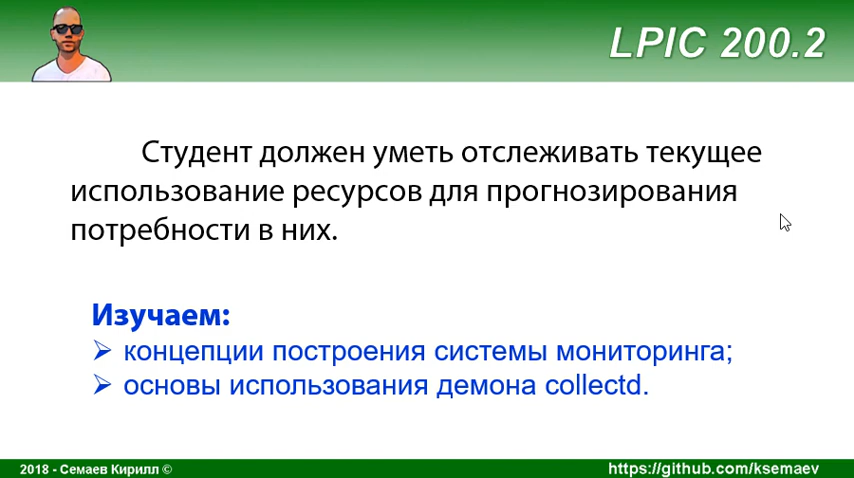 LPIC 200.2
Студент должен уметь отслеживать текущее
использование ресурсов для прогнозирования
потребности в них.
Изучаем:
➢ концепции построения системы мониторинга;
➢ основы использования демона collectd.
2018 - Семаев Кирилл ©
https://github.com/ksemaev